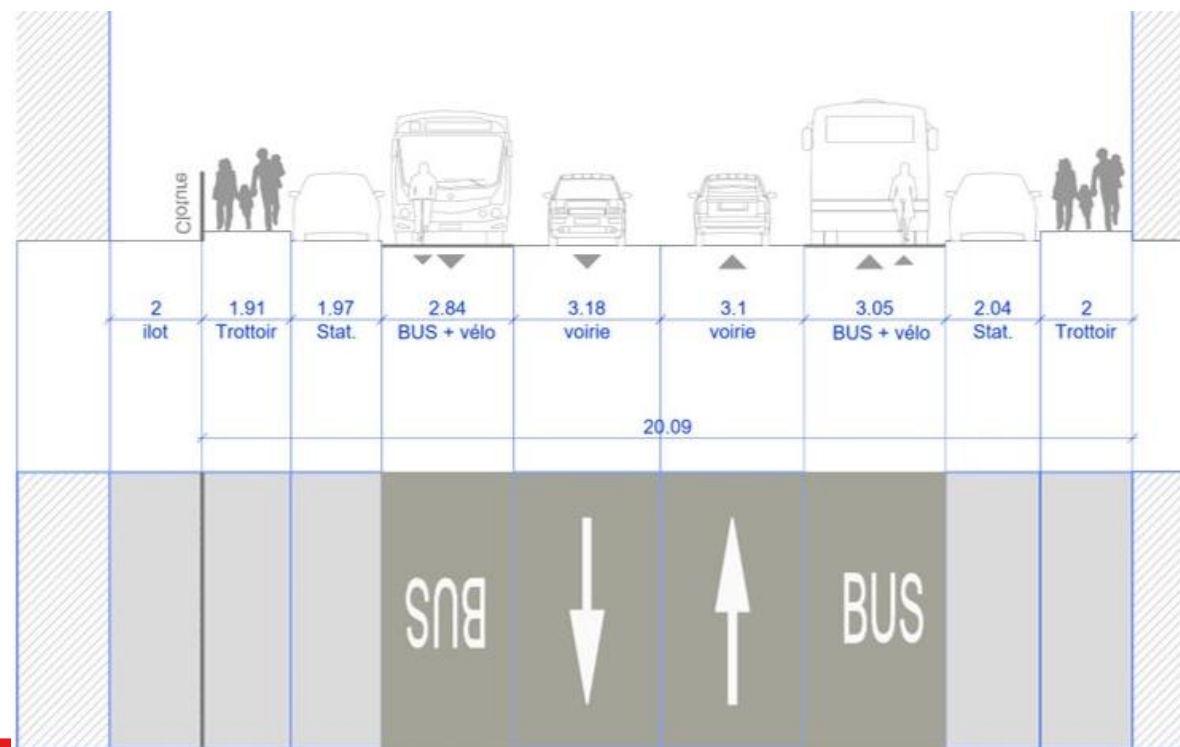 Cloture
2 1.91 1.97 2.84 3.18 3.1 3.05 2.04 2
ilot Trottoir Stat. BUS + vélo voirie voirie BUS + vélo Stat. Trottoir
20.09
BUS BUS